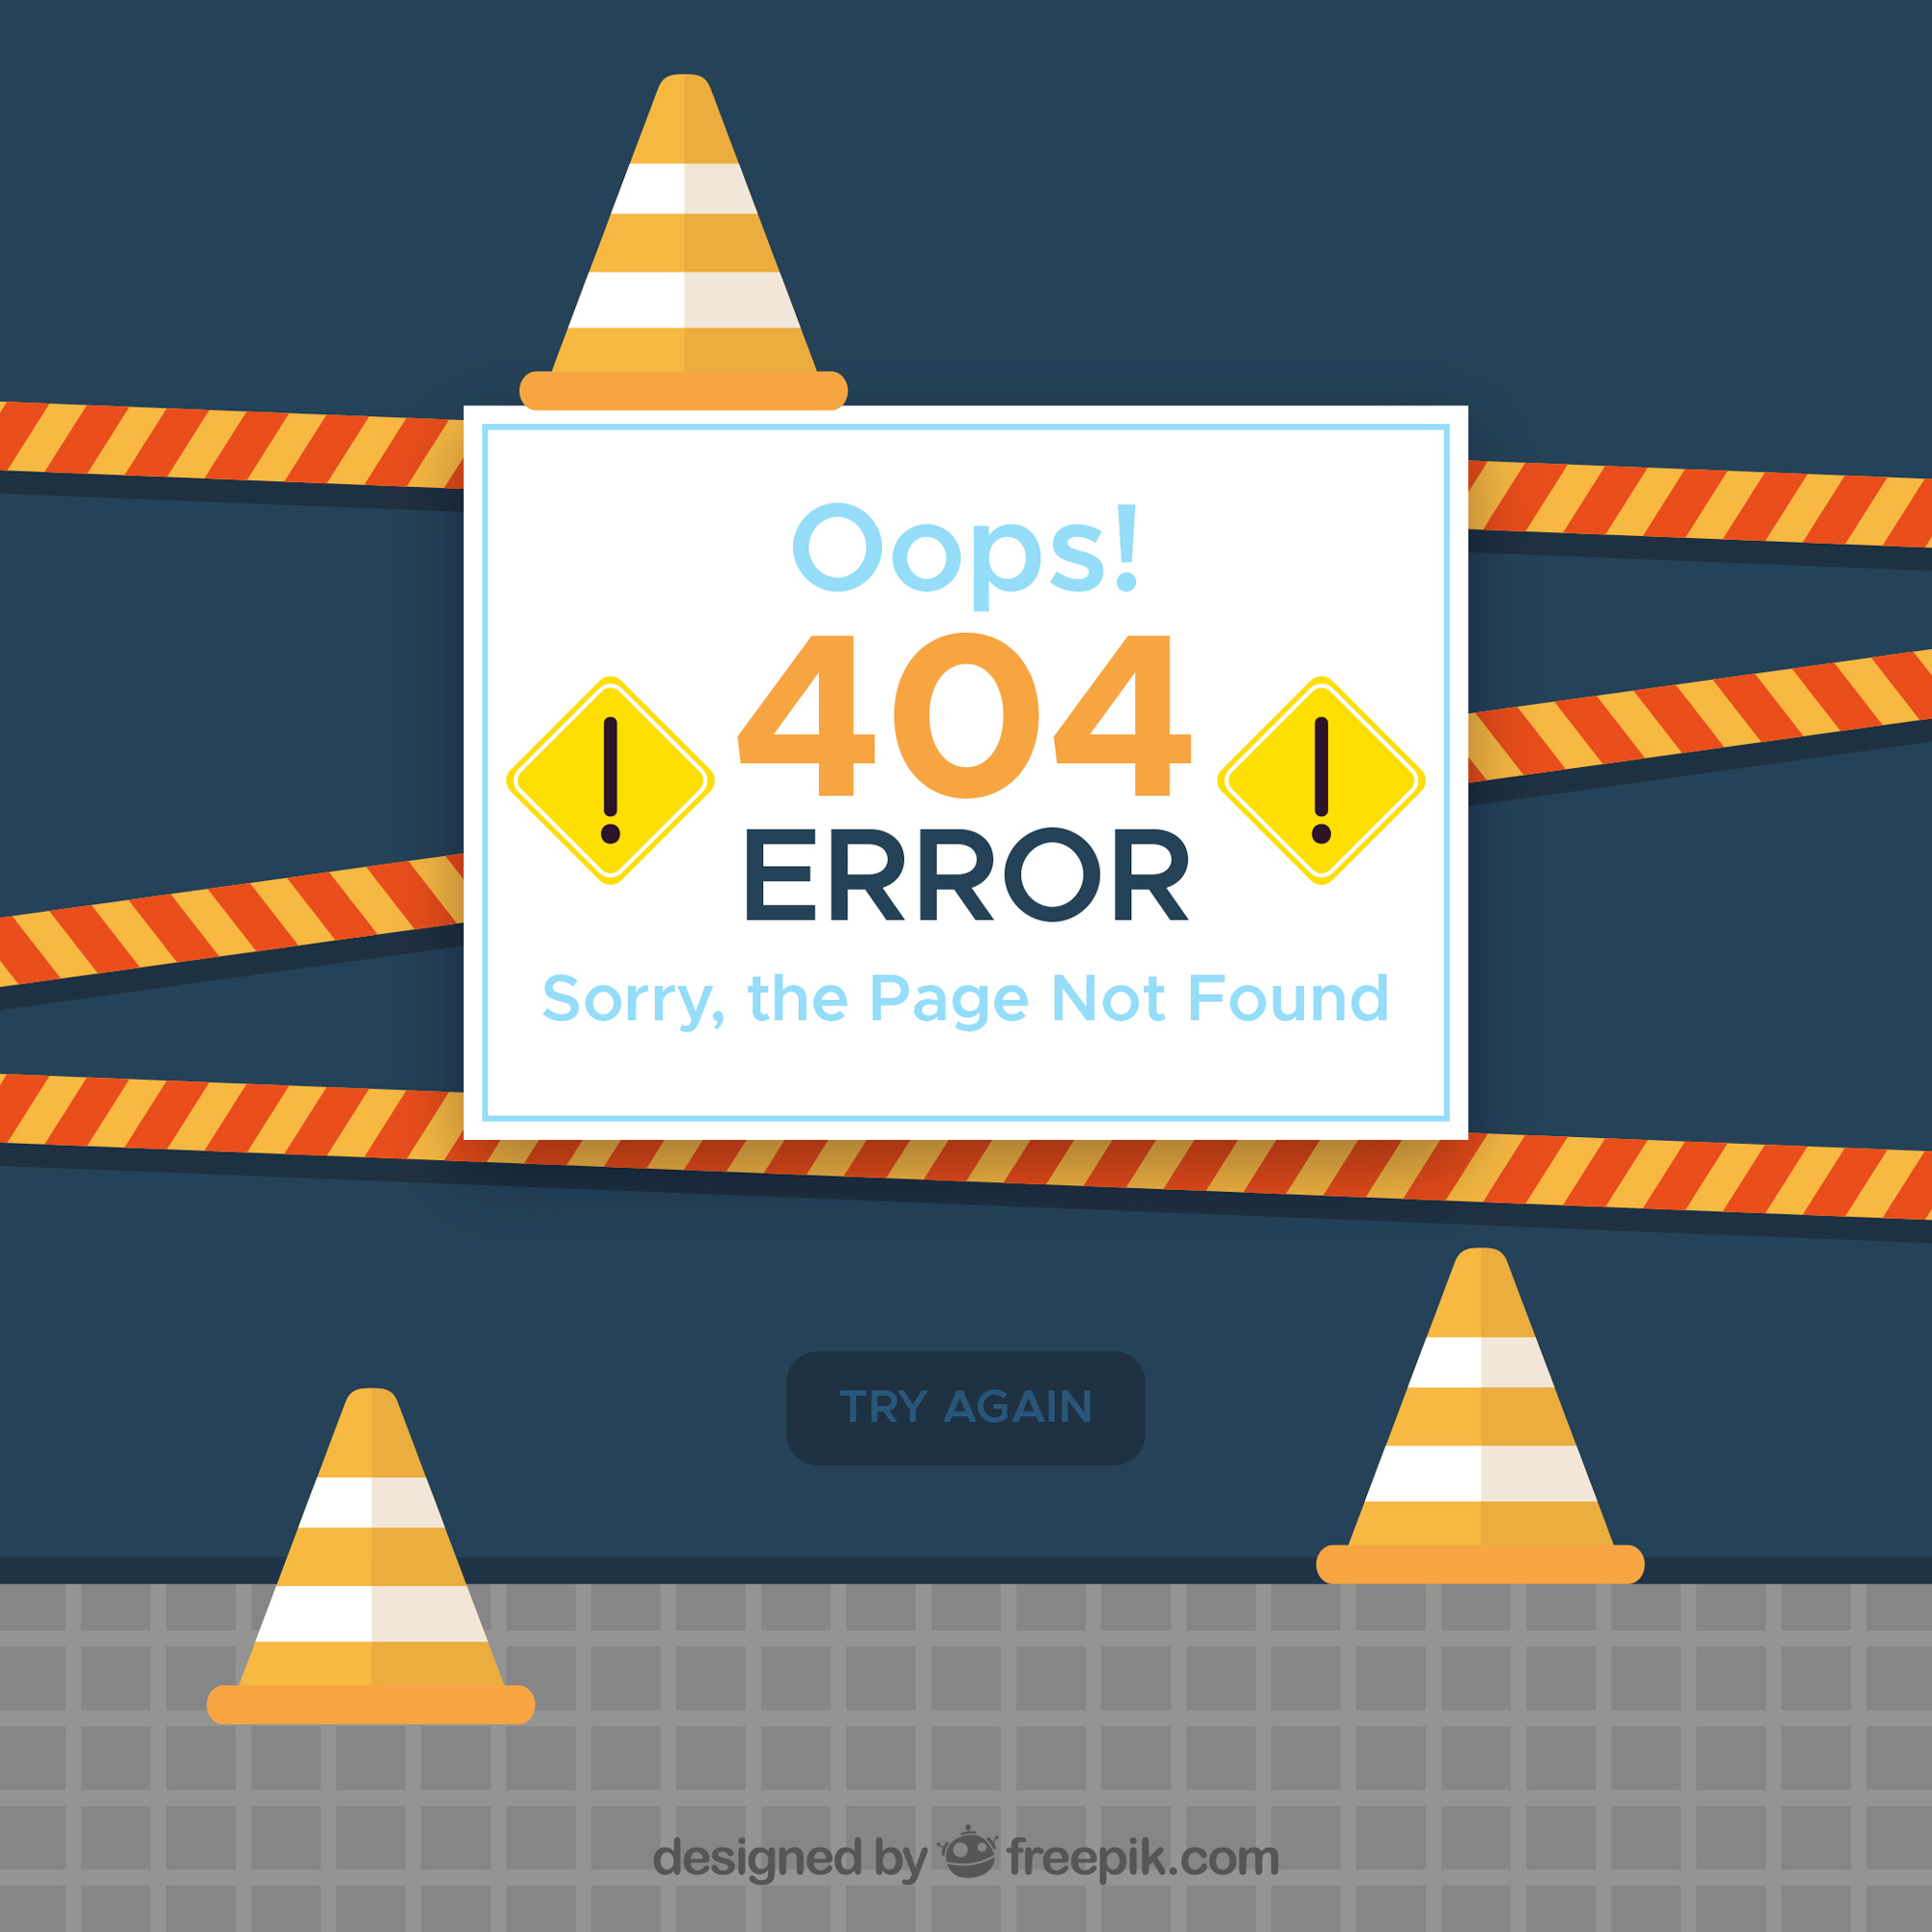 Oops!
404
ERROR
Sorry, the Page Not Found
TRY AGAIN
designed by freepik.com